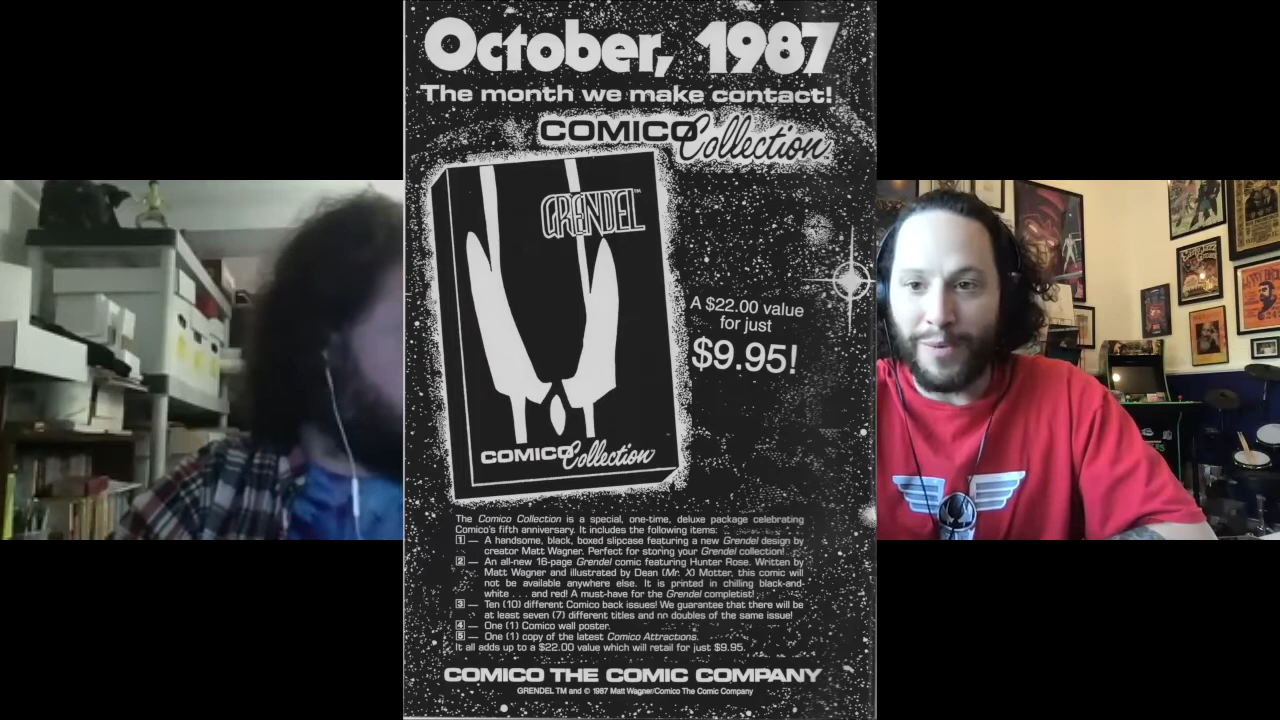 October, 1987
The month we make contact!
COMICO Collection
GRENDEL™
A $22.00 value
for just
$9.95!
COMICO Collection
The Comico Collection is a special, one-time, deluxe package celebrating
Comico's fifth anniversary. It includes the following items:
1 — A handsome, black, boxed slipcase featuring a new Grendel design by
creator Matt Wagner. Perfect for storing your Grendel collection!
2 — An all-new 16-page Grendel comic featuring Hunter Rose. Written by
Matt Wagner and illustrated by Dean (Mr. X) Motter, this comic will
not be available anywhere else. It is printed in chilling black-and-
white . . . and red! A must-have for the Grendel completist!
3 — Ten (10) different Comico back issues! We guarantee that there will be
at least seven (7) different titles and no doubles of the same issue!
4 — One (1) Comico wall poster.
5 — One (1) copy of the latest Comico Attractions.
It all adds up to a $22.00 value which will retail for just $9.95.
COMICO THE COMIC COMPANY
GRENDEL TM and © 1987 Matt Wagner/Comico The Comic Company